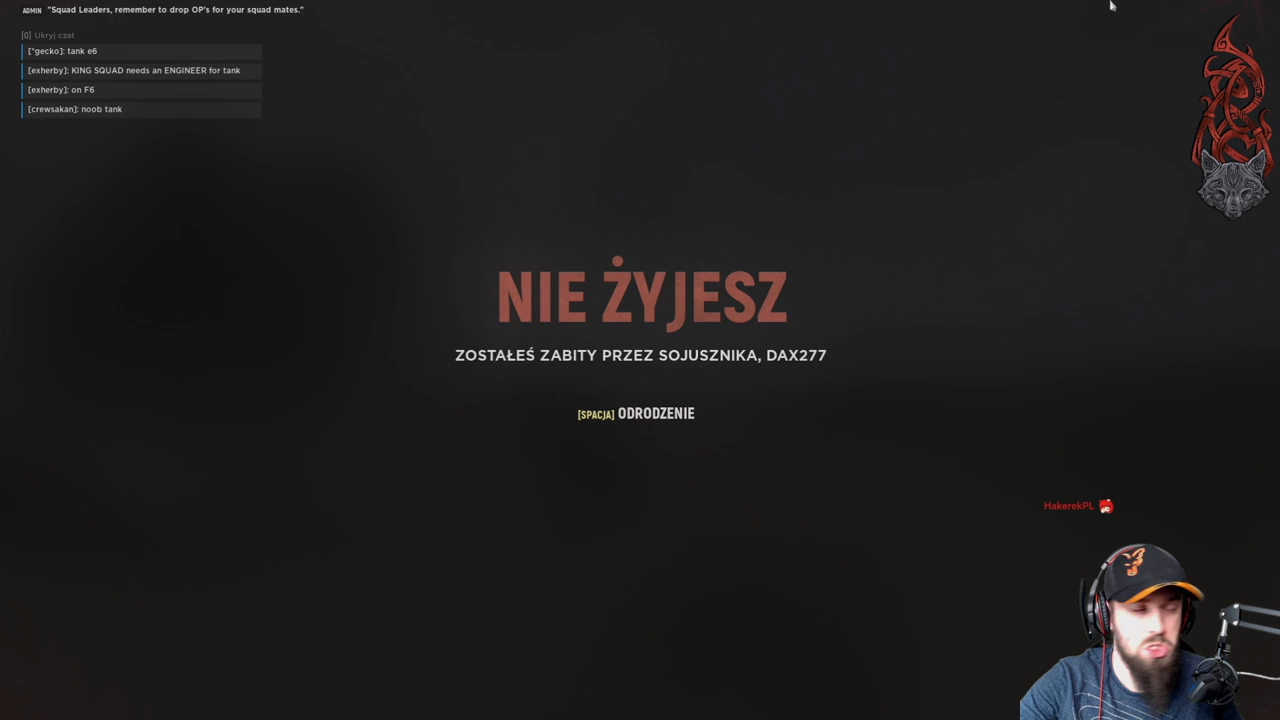 ADMIN "Squad Leaders, remember to drop OP's for your squad mates."
[0] Ukryj czat
[*gecko]: tank e6
[exherby]: KING SQUAD needs an ENGINEER for tank
[exherby]: on F6
[crewsakan]: noob tank
NIE ŻYJESZ
ZOSTAŁEŚ ZABITY PRZEZ SOJUSZNIKA, DAX277
[SPACJA] ODRODZENIE
HakerekPL